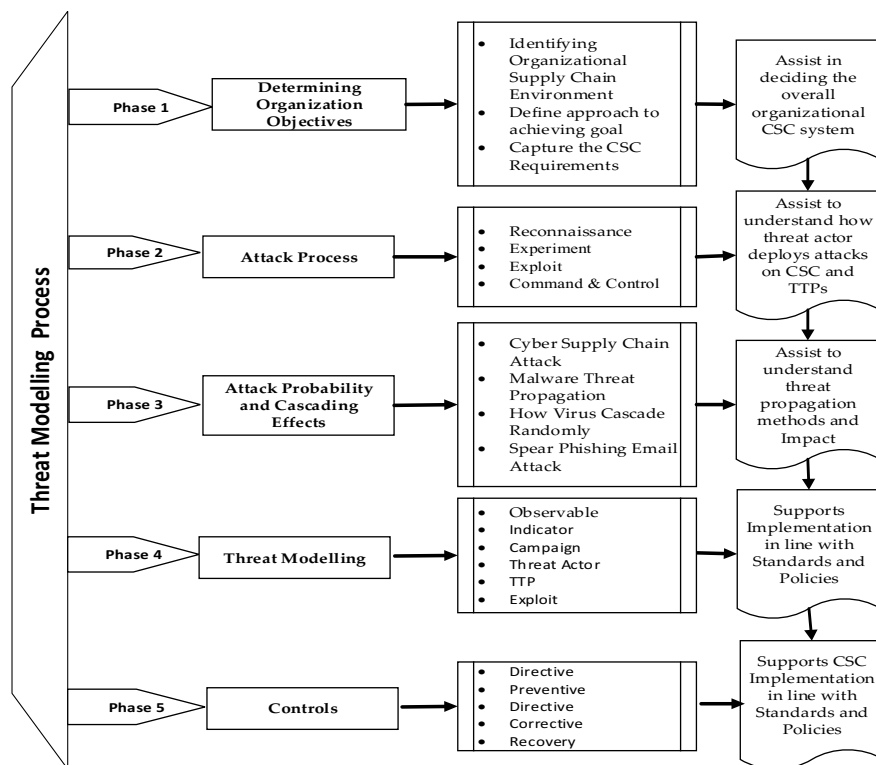 Threat Modelling Process
Phase 1
Determining
Organization
Objectives
• Identifying
Organizational
Supply Chain
Environment
• Define approach to
achieving goal
• Capture the CSC
Requirements
Assist in
deciding the
overall
organizational
CSC system
Phase 2
Attack Process
• Reconnaissance
• Experiment
• Exploit
• Command & Control
Assist to
understand how
threat actor
deploys attacks
on CSC and
TTPs
Phase 3
Attack Probability
and Cascading
Effects
• Cyber Supply Chain
Attack
• Malware Threat
Propagation
• How Virus Cascade
Randomly
• Spear Phishing Email
Attack
Assist to
understand
threat
propagation
methods and
Impact
Phase 4
Threat Modelling
• Observable
• Indicator
• Campaign
• Threat Actor
• TTP
• Exploit
Supports
Implementation
in line with
Standards and
Policies
Phase 5
Controls
• Directive
• Preventive
• Directive
• Corrective
• Recovery
Supports CSC
Implementation
in line with
Standards and
Policies